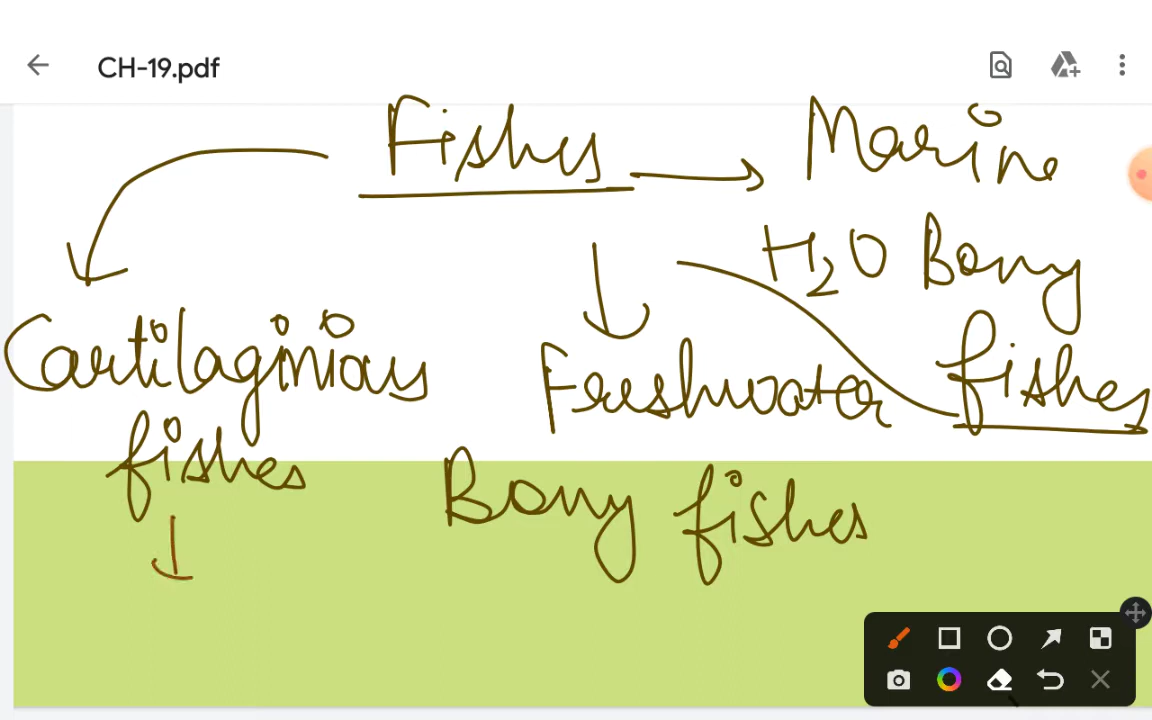 CH-19.pdf
Fishes
Marine
H2O Bony
fishes
Cartilaginious
fishes
Freshwater
Bony fishes